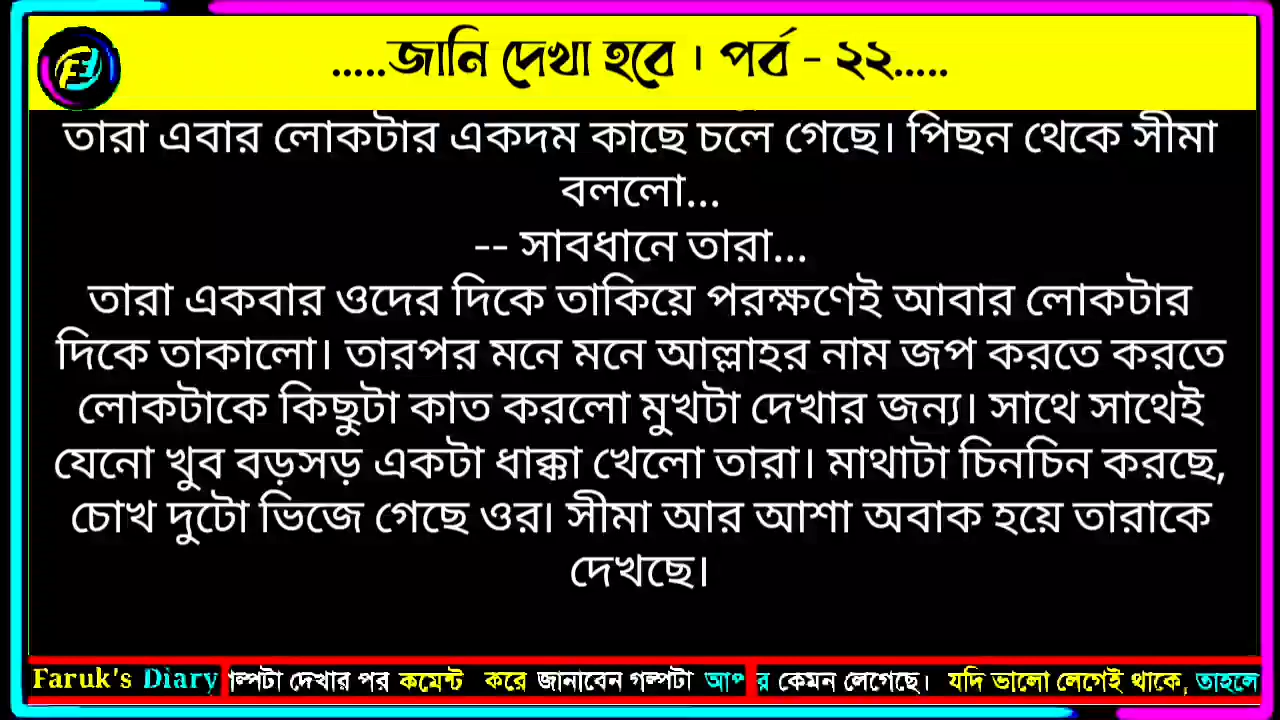 .....জানি দেখা হবে । পর্ব - ২২.....
তারা এবার লোকটার একদম কাছে চলে গেছে। পিছন থেকে সীমা
বললো...
-- সাবধানে তারা...
তারা একবার ওদের দিকে তাকিয়ে পরক্ষণেই আবার লোকটার
দিকে তাকালো। তারপর মনে মনে আল্লাহর নাম জপ করতে করতে
লোকটাকে কিছুটা কাত করলো মুখটা দেখার জন্য। সাথে সাথেই
যেনো খুব বড়সড় একটা ধাক্কা খেলো তারা। মাথাটা চিনচিন করছে,
চোখ দুটো ভিজে গেছে ওর। সীমা আর আশা অবাক হয়ে তারাকে
দেখছে।
Faruk's Diary ল্পটা দেখার পর কমেন্ট করে জানাবেন গল্পটা আপ র কেমন লেগেছে। যদি ভালো লেগেই থাকে, তাহলে